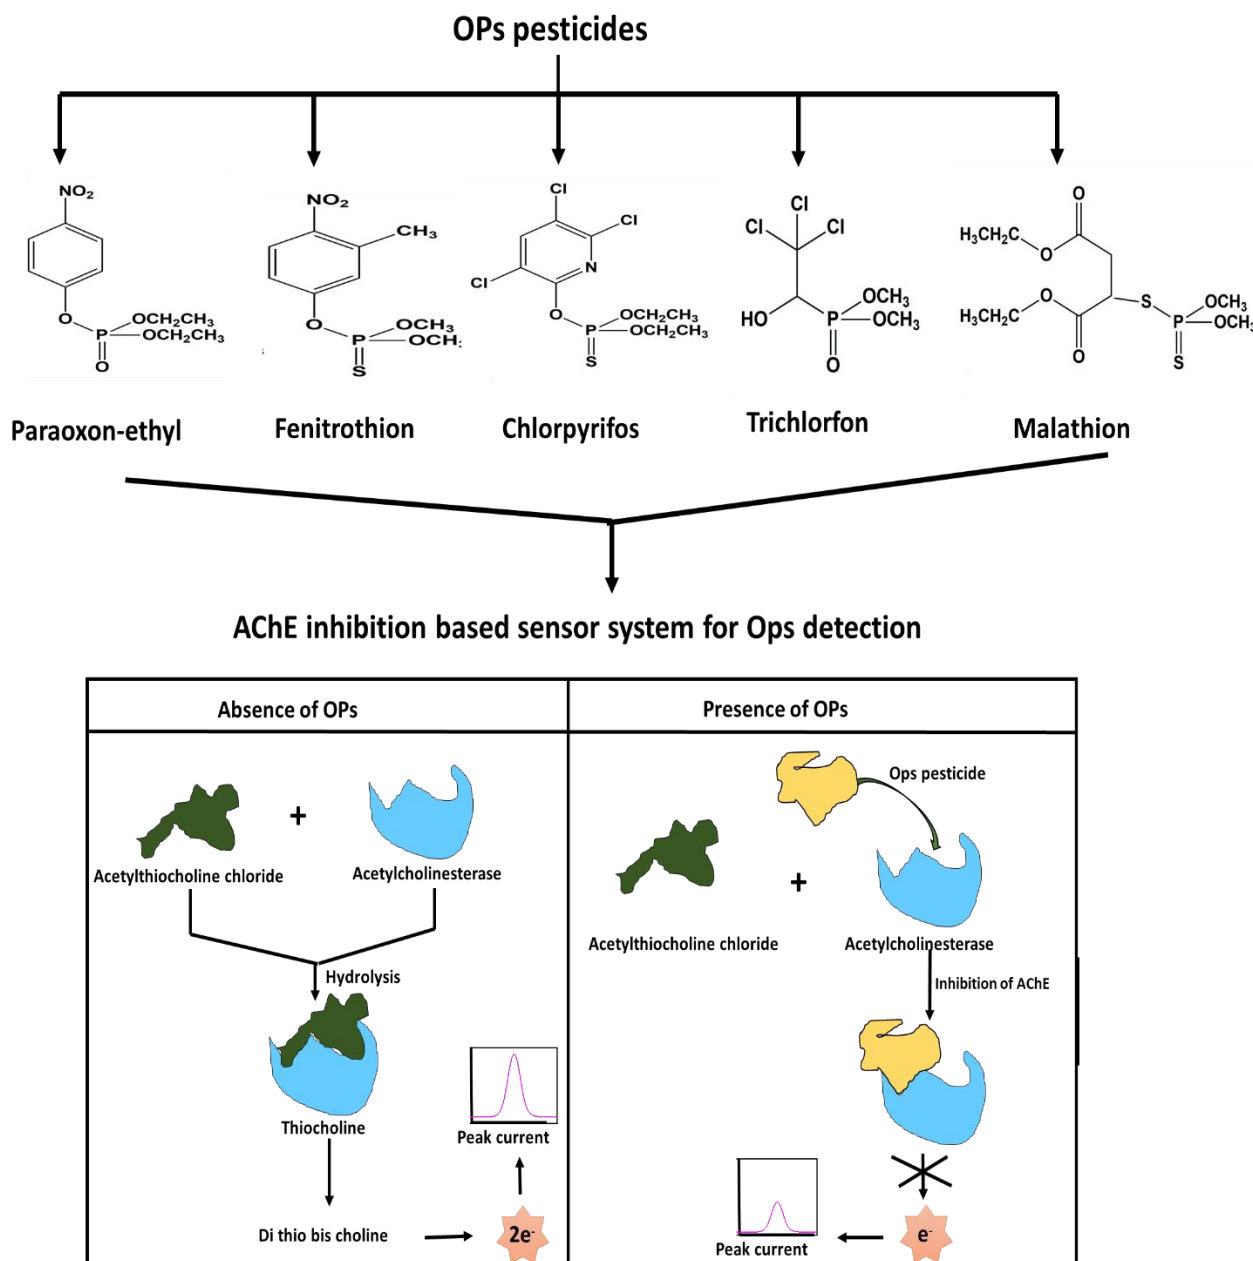 OPs pesticides
NO₂
O
P
OCH₂CH₃
OCH₂CH₃
O
NO₂
CH₃
O
P
OCH₃
OCH₃
S
Cl
Cl
Cl
N
O
P
OCH₂CH₃
OCH₂CH₃
S
Cl
Cl
Cl
HO
P
OCH₃
OCH₃
O
O
H₃CH₂C
O
O
H₃CH₂C
O
S
P
OCH₃
OCH₃
S
Paraoxon-ethyl
Fenitrothion
Chlorpyrifos
Trichlorfon
Malathion
AChE inhibition based sensor system for Ops detection
Absence of OPs
Presence of OPs
+
Acetylthiocholine chloride
Acetylcholinesterase
Hydrolysis
Thiocholine
Di thio bis choline
2e⁻
Peak current
Ops pesticide
+
Acetylthiocholine chloride
Acetylcholinesterase
Inhibition of AChE
e⁻
Peak current